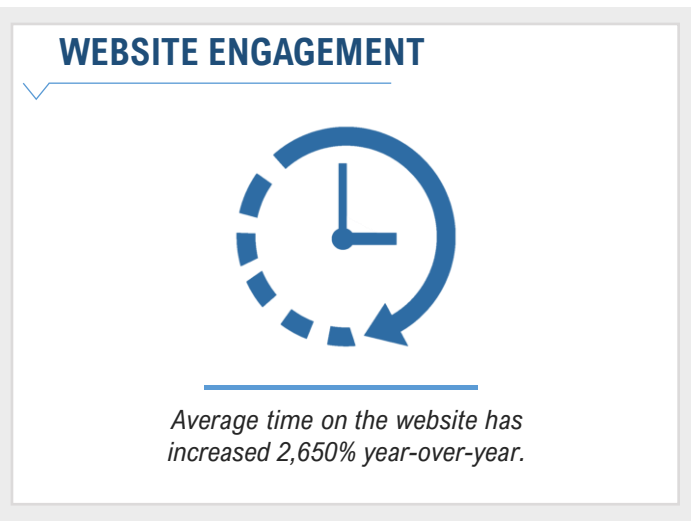 WEBSITE ENGAGEMENT
Average time on the website has
increased 2,650% year-over-year.